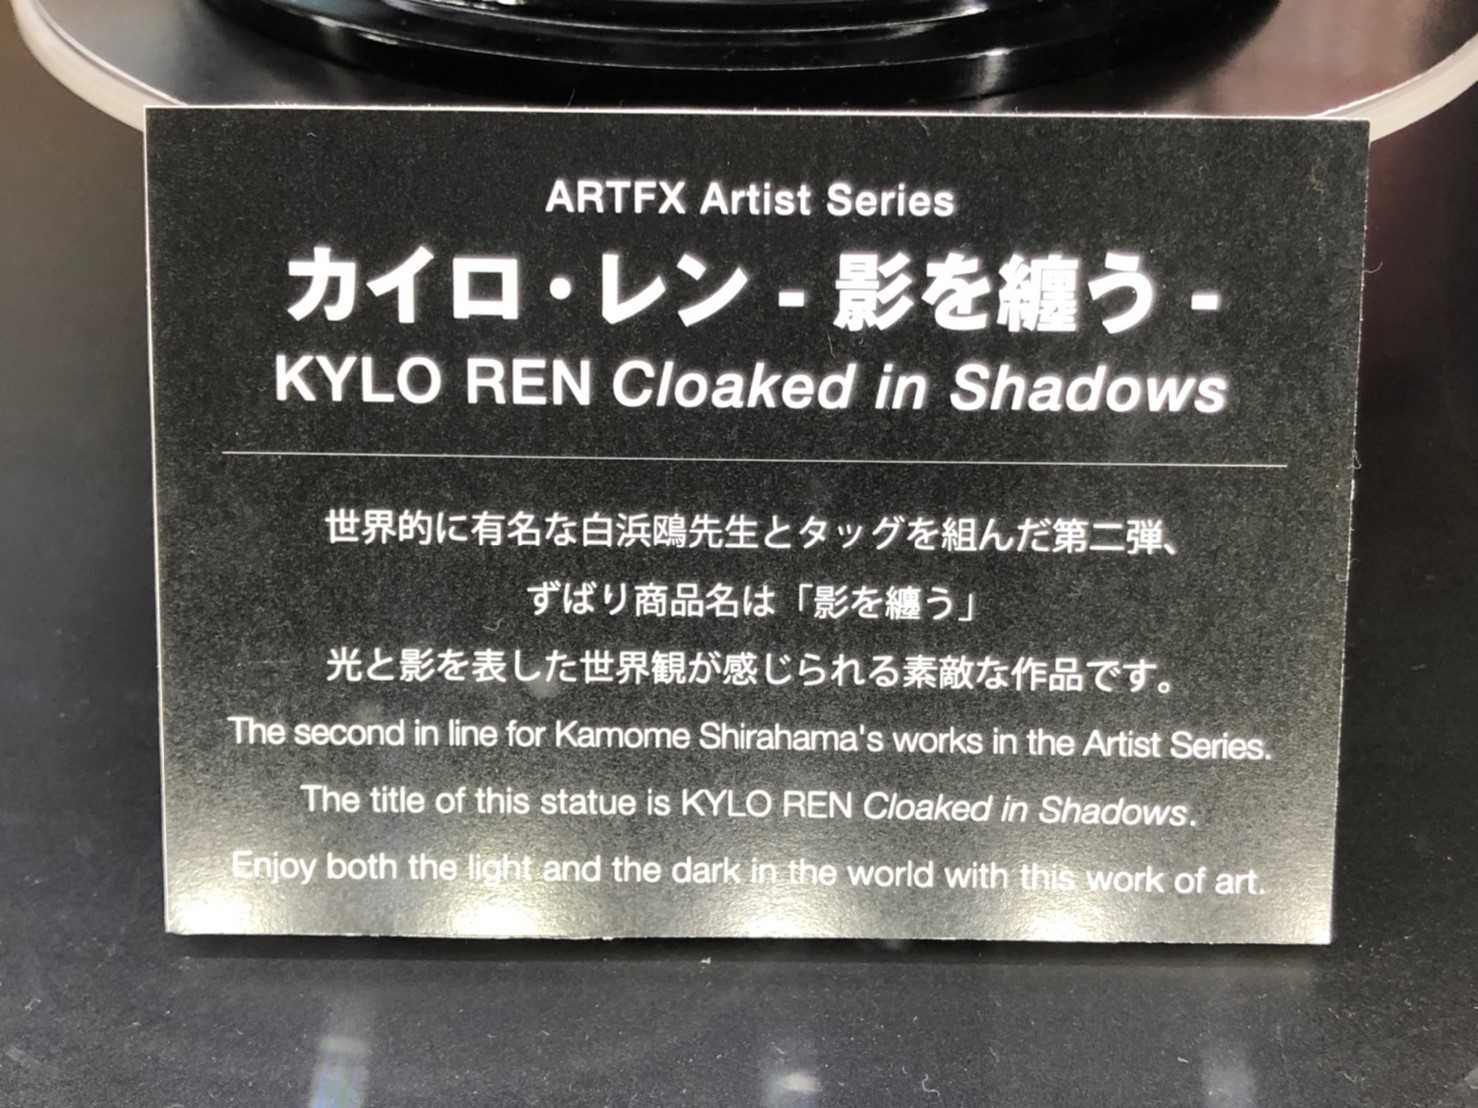 ARTFX Artist Series
カイロ・レン - 影を纏う -
KYLO REN Cloaked in Shadows
世界的に有名な白浜鴎先生とタッグを組んだ第二弾、
ずばり商品名は「影を纏う」
光と影を表した世界観が感じられる素敵な作品です。
The second in line for Kamome Shirahama's works in the Artist Series.
The title of this statue is KYLO REN Cloaked in Shadows.
Enjoy both the light and the dark in the world with this work of art.